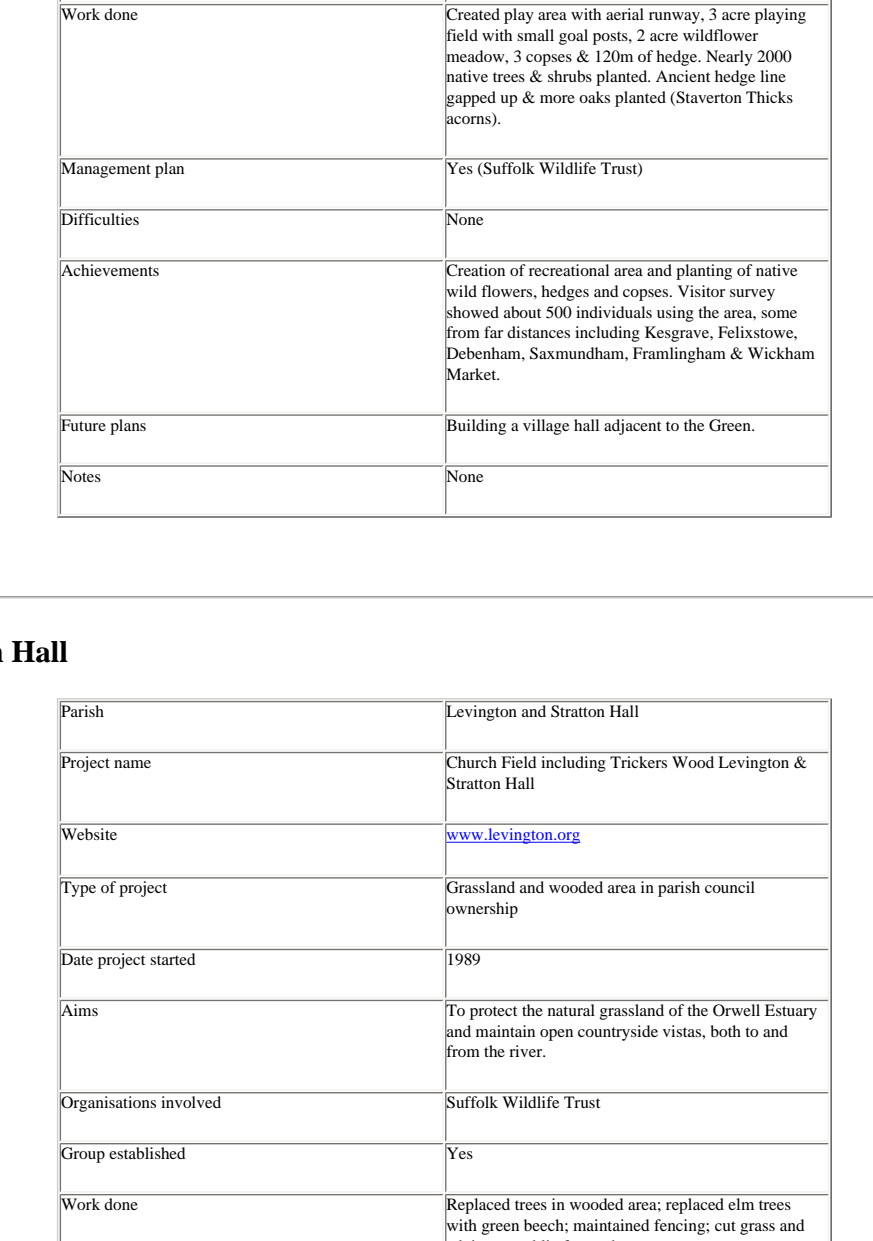 Work done
Created play area with aerial runway, 3 acre playing
field with small goal posts, 2 acre wildflower
meadow, 3 copses & 120m of hedge. Nearly 2000
native trees & shrubs planted. Ancient hedge line
gapped up & more oaks planted (Staverton Thicks
acorns).
Management plan
Yes (Suffolk Wildlife Trust)
Difficulties
None
Achievements
Creation of recreational area and planting of native
wild flowers, hedges and copses. Visitor survey
showed about 500 individuals using the area, some
from far distances including Kesgrave, Felixstowe,
Debenham, Saxmundham, Framlingham & Wickham
Market.
Future plans
Building a village hall adjacent to the Green.
Notes
None
Hall
Parish
Levington and Stratton Hall
Project name
Church Field including Trickers Wood Levington &
Stratton Hall
Website
www.levington.org
Type of project
Grassland and wooded area in parish council
ownership
Date project started
1989
Aims
To protect the natural grassland of the Orwell Estuary
and maintain open countryside vistas, both to and
from the river.
Organisations involved
Suffolk Wildlife Trust
Group established
Yes
Work done
Replaced trees in wooded area; replaced elm trees
with green beech; maintained fencing; cut grass and